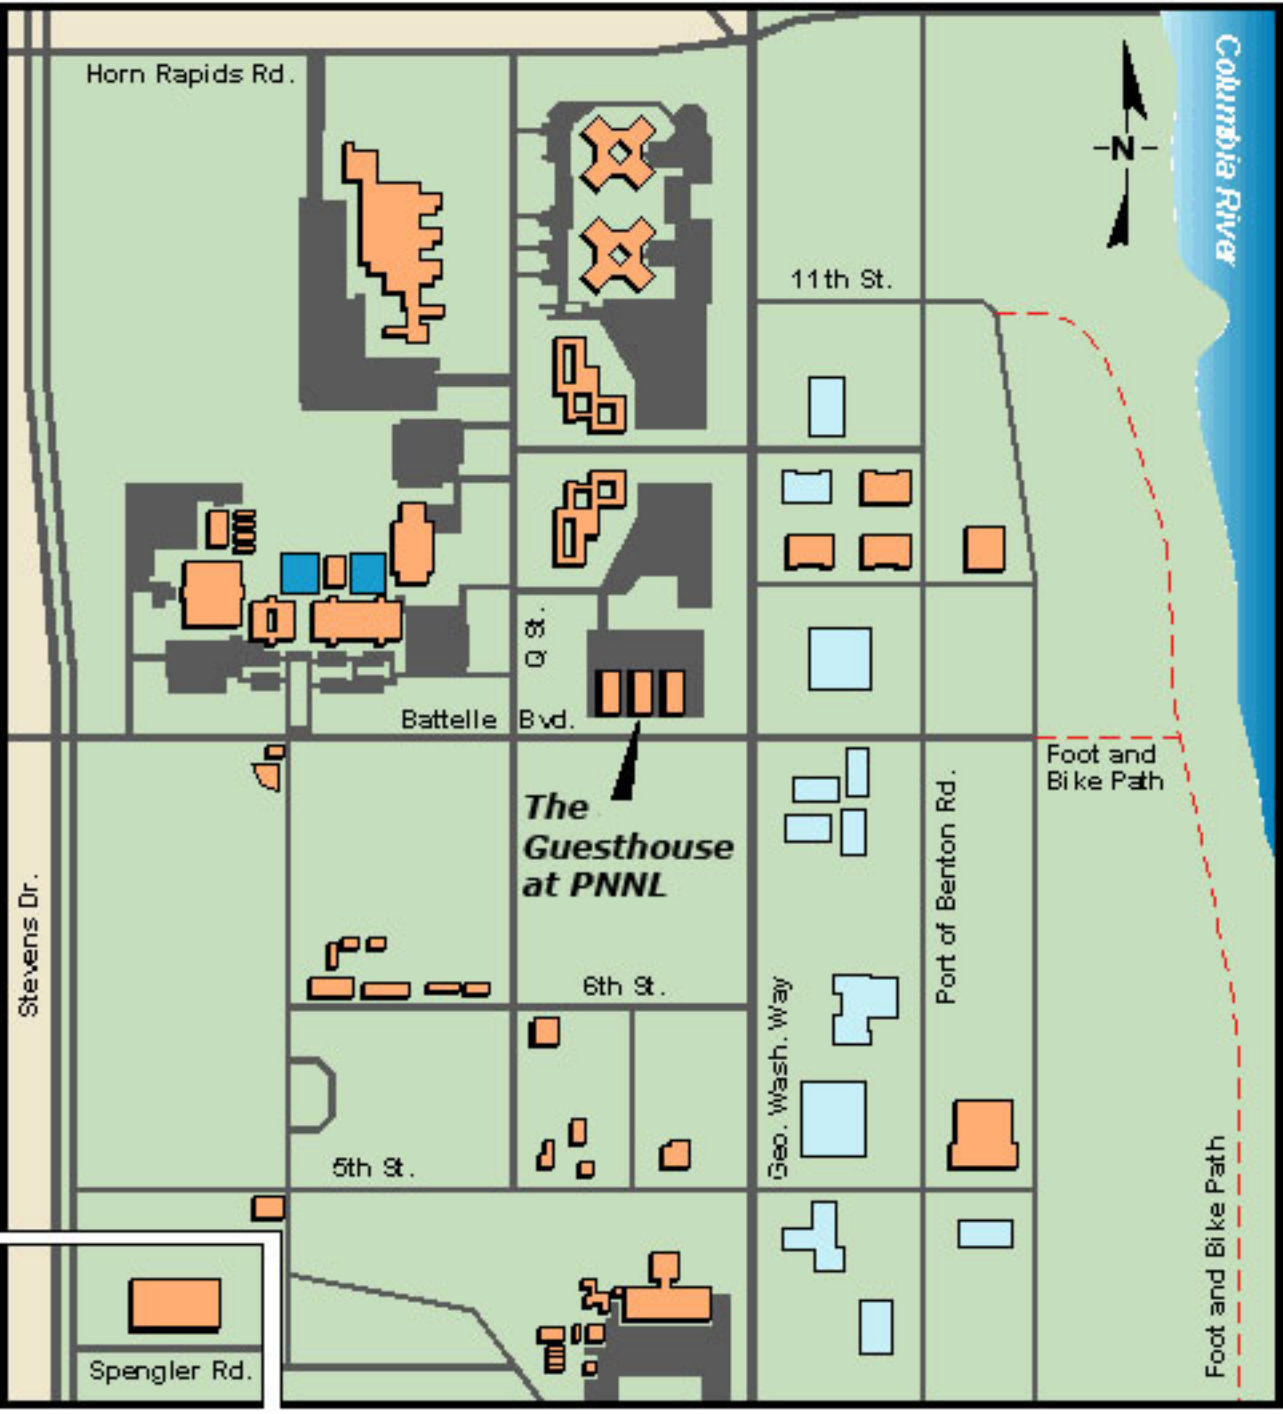 Horn Rapids Rd.
Columbia River
N
11th St.
Q St.
Battelle Bvd.
Foot and
Bike Path
The
Guesthouse
at PNNL
Port of Benton Rd.
Stevens Dr.
6th St.
Geo. Wash. Way
5th St.
Foot and Bike Path
Spengler Rd.